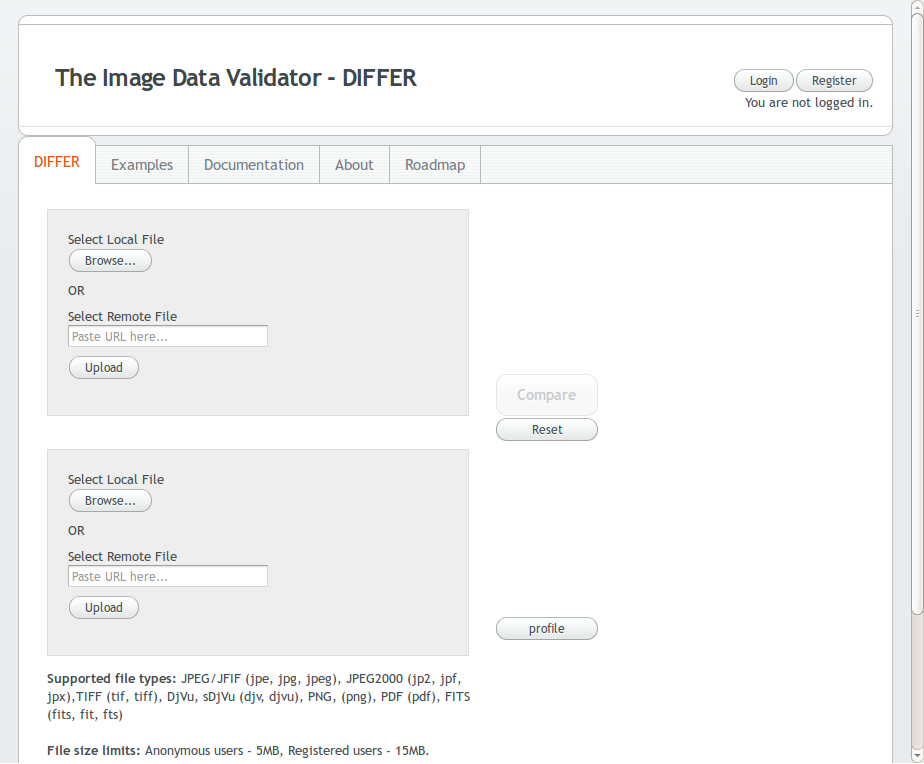 The Image Data Validator - DIFFER
Login
Register
You are not logged in.
DIFFER
Examples
Documentation
About
Roadmap
Select Local File
Browse...
OR
Select Remote File
Paste URL here...
Upload
Compare
Reset
Select Local File
Browse...
OR
Select Remote File
Paste URL here...
Upload
profile
Supported file types: JPEG/JFIF (jpe, jpg, jpeg), JPEG2000 (jp2, jpf,
jpx),TIFF (tif, tiff), DjVu, sDjVu (djv, djvu), PNG, (png), PDF (pdf), FITS
(fits, fit, fts)
File size limits: Anonymous users - 5MB, Registered users - 15MB.